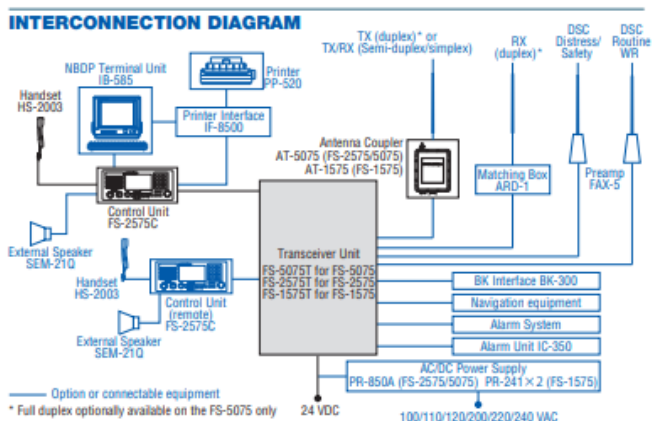 INTERCONNECTION DIAGRAM
NBDP Terminal Unit
IB-585
Printer
PP-520
Handset
HS-2003
Printer Interface
IF-8500
TX (duplex)* or
TX/RX (Semi-duplex/simplex)
RX
(duplex)*
DSC
Distress/
Safety
DSC
Routine
WR
Antenna Coupler
AT-5075 (FS-2575/5075)
AT-1575 (FS-1575)
Matching Box
ARD-1
Preamp
FAX-5
Control Unit
FS-2575C
External Speaker
SEM-21Q
Transceiver Unit
FS-5075T for FS-5075
FS-2575T for FS-2575
FS-1575T for FS-1575
Handset
HS-2003
Control Unit
(remote)
FS-2575C
External Speaker
SEM-21Q
BK Interface BK-300
Navigation equipment
Alarm System
Alarm Unit IC-350
AC/DC Power Supply
PR-850A (FS-2575/5075) PR-241×2 (FS-1575)
Option or connectable equipment
* Full duplex optionally available on the FS-5075 only
24 VDC
100/110/120/200/220/240 VAC